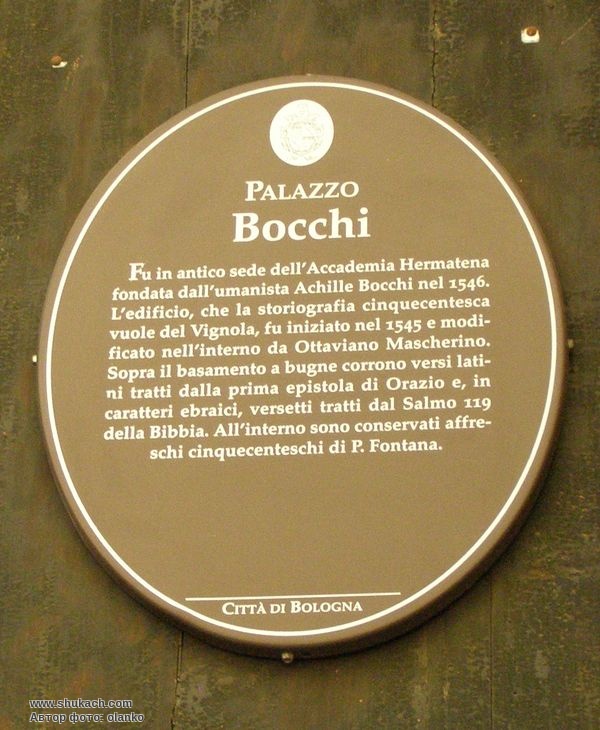 PALAZZO
Bocchi
Fu in antico sede dell'Accademia Hermatena
fondata dall'umanista Achille Bocchi nel 1546.
L'edificio, che la storiografia cinquecentesca
vuole del Vignola, fu iniziato nel 1545 e modi-
ficato nell'interno da Ottaviano Mascherino.
Sopra il basamento a bugne corrono versi lati-
ni tratti dalla prima epistola di Orazio e, in
caratteri ebraici, versetti tratti dal Salmo 119
della Bibbia. All'interno sono conservati affre-
schi cinquecenteschi di P. Fontana.
CITTÀ DI BOLOGNA
www.shukach.com
Автор фото: olanko